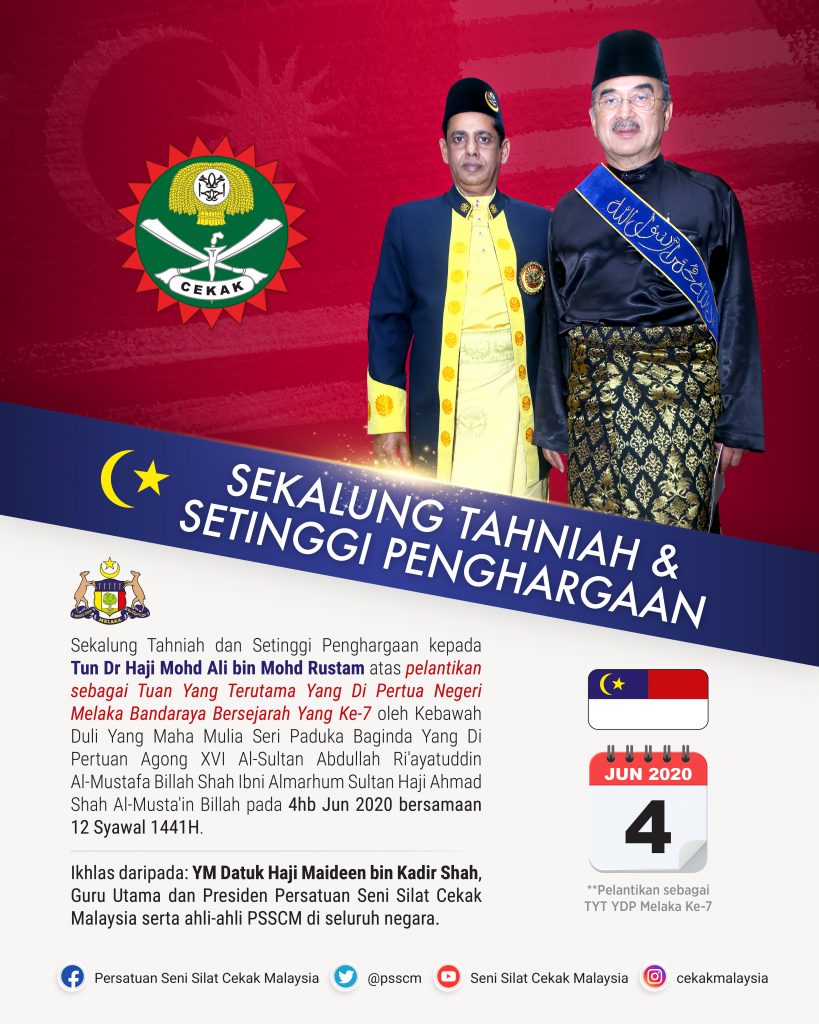 CEKAK
SEKALUNG TAHNIAH &
SETINGGI PENGHARGAAN
MELAKA
Sekalung Tahniah dan Setinggi Penghargaan kepada
Tun Dr Haji Mohd Ali bin Mohd Rustam atas pelantikan
sebagai Tuan Yang Terutama Yang Di Pertua Negeri
Melaka Bandaraya Bersejarah Yang Ke-7 oleh Kebawah
Duli Yang Maha Mulia Seri Paduka Baginda Yang Di
Pertuan Agong XVI Al-Sultan Abdullah Ri'ayatuddin
Al-Mustafa Billah Shah Ibni Almarhum Sultan Haji Ahmad
Shah Al-Musta'in Billah pada 4hb Jun 2020 bersamaan
12 Syawal 1441H.
Ikhlas daripada: YM Datuk Haji Maideen bin Kadir Shah,
Guru Utama dan Presiden Persatuan Seni Silat Cekak
Malaysia serta ahli-ahli PSSCM di seluruh negara.
JUN 2020
4
**Pelantikan sebagai
TYT YDP Melaka Ke-7
Persatuan Seni Silat Cekak Malaysia
@psscm
Seni Silat Cekak Malaysia
cekakmalaysia